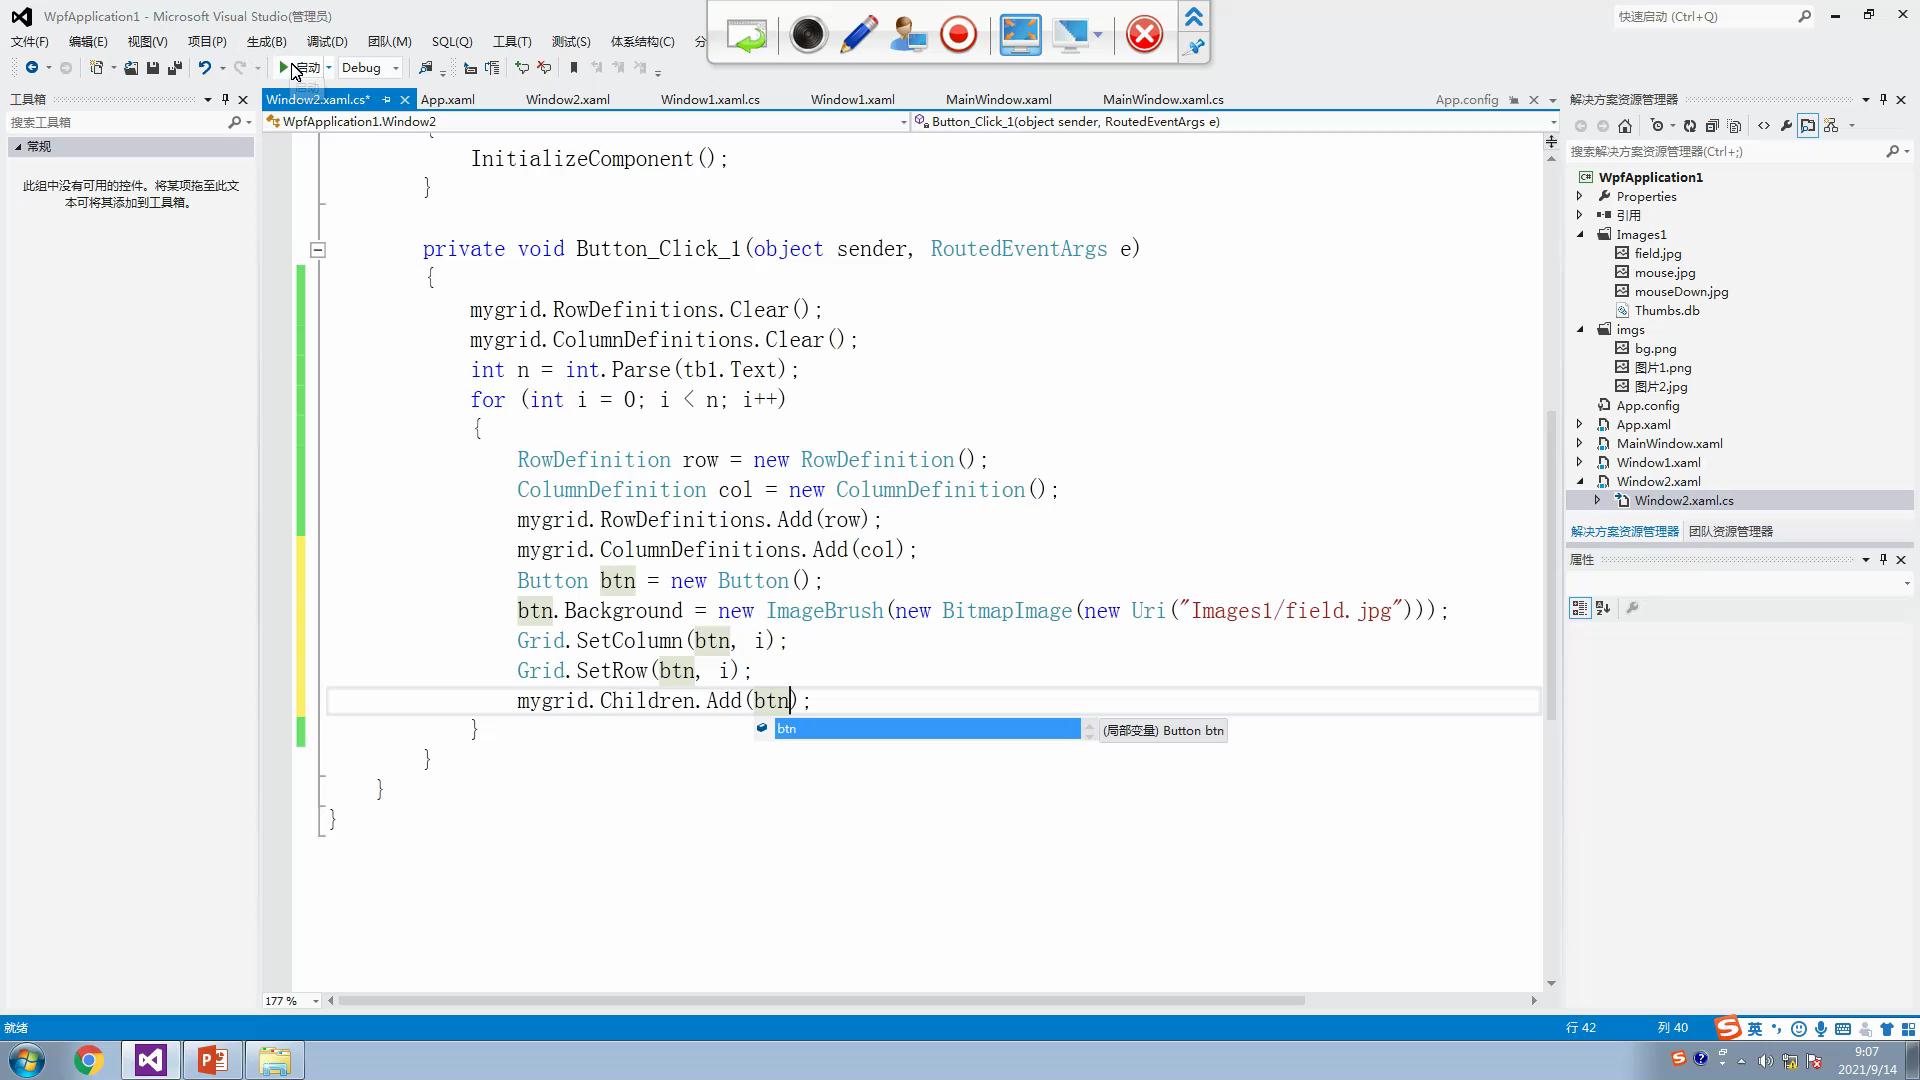 WpfApplication1 - Microsoft Visual Studio(管理员)
快速启动 (Ctrl+Q)
文件(F) 编辑(E) 视图(V) 项目(P) 生成(B) 调试(D) 团队(M) SQL(Q) 工具(T) 测试(S) 体系结构(C) 分
启动 Debug
启动
工具箱
Window2.xaml.cs* App.xaml Window2.xaml Window1.xaml.cs Window1.xaml MainWindow.xaml MainWindow.xaml.cs App.config
解决方案资源管理器
搜索工具箱
WpfApplication1.Window2
Button_Click_1(object sender, RoutedEventArgs e)
常规
此组中没有可用的控件。将某项拖至此文
本可将其添加到工具箱。
{
InitializeComponent();
}
private void Button_Click_1(object sender, RoutedEventArgs e)
{
mygrid.RowDefinitions.Clear();
mygrid.ColumnDefinitions.Clear();
int n = int.Parse(tb1.Text);
for (int i = 0; i < n; i++)
{
RowDefinition row = new RowDefinition();
ColumnDefinition col = new ColumnDefinition();
mygrid.RowDefinitions.Add(row);
mygrid.ColumnDefinitions.Add(col);
Button btn = new Button();
btn.Background = new ImageBrush(new BitmapImage(new Uri("Images1/field.jpg")));
Grid.SetColumn(btn, i);
Grid.SetRow(btn, i);
mygrid.Children.Add(btn);
btn
(局部变量) Button btn
}
}
}
}
177 %
搜索解决方案资源管理器(Ctrl+;)
C# WpfApplication1
Properties
引用
Images1
field.jpg
mouse.jpg
mouseDown.jpg
Thumbs.db
imgs
bg.png
图片1.png
图片2.jpg
App.config
App.xaml
MainWindow.xaml
Window1.xaml
Window2.xaml
Window2.xaml.cs
解决方案资源管理器 团队资源管理器
属性
就绪
行 42 列 40
英
9:07
2021/9/14